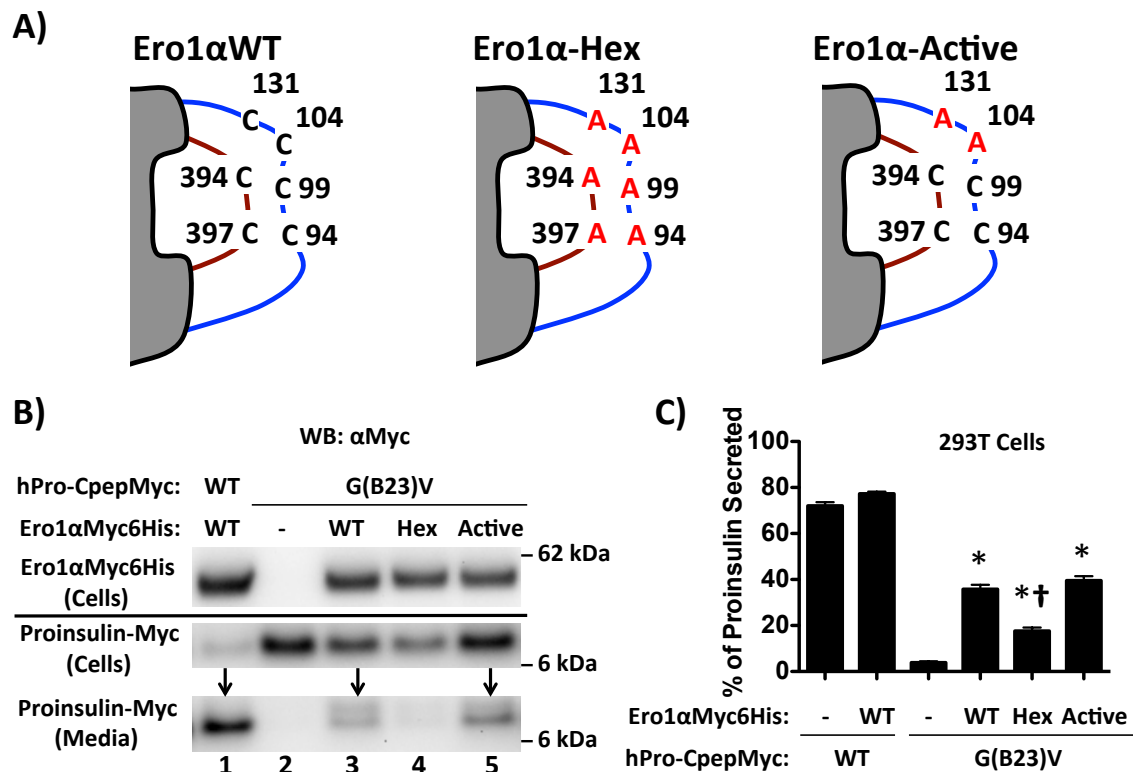 A)
Ero1αWT Ero1α-Hex Ero1α-Active
131 131 131
C 104 A 104 A 104
C A A
394 C C 99 394 A A 99 394 C C 99
397 C C 94 397 A A 94 397 C C 94
B)
WB: αMyc
hPro-CpepMyc: WT G(B23)V
Ero1αMyc6His: WT - WT Hex Active
Ero1αMyc6His
(Cells)
62 kDa
Proinsulin-Myc
(Cells)
6 kDa
Proinsulin-Myc
(Media)
6 kDa
1 2 3 4 5
C)
% of Proinsulin Secreted
293T Cells
100
80
60
40
20
0
* *† *
Ero1αMyc6His: - WT - WT Hex Active
hPro-CpepMyc: WT G(B23)V